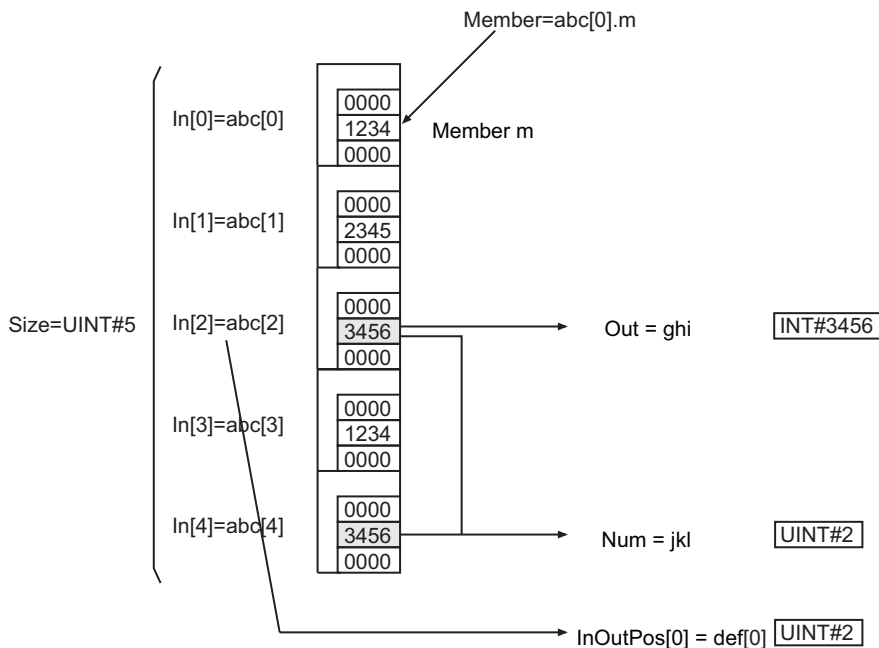 Member=abc[0].m
0000
In[0]=abc[0]
1234
Member m
0000
0000
In[1]=abc[1]
2345
0000
0000
Size=UINT#5
In[2]=abc[2]
3456
Out = ghi
INT#3456
0000
0000
In[3]=abc[3]
1234
0000
0000
In[4]=abc[4]
3456
Num = jkl
UINT#2
0000
InOutPos[0] = def[0]
UINT#2